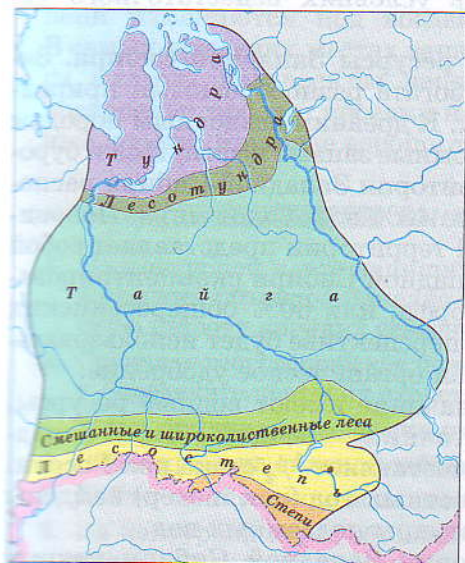 Тундра
Лесотундра
Тайга
Смешанные и широколиственные леса
Лесостепь
Степи